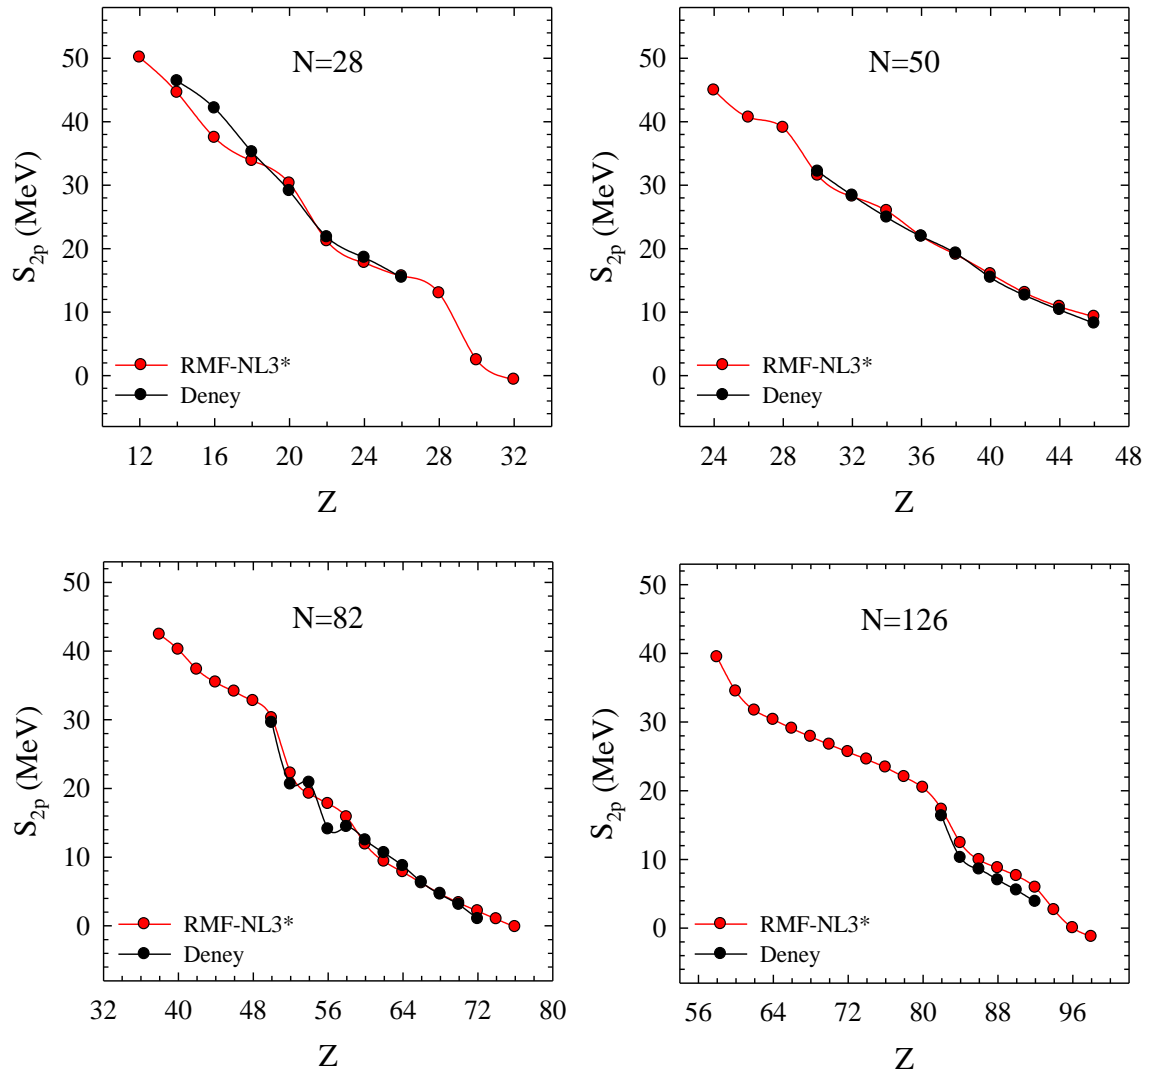 N=28
50
40
30
20
10
0
S2p (MeV)
RMF-NL3*
Deney
12 16 20 24 28 32
Z
N=50
50
40
30
20
10
0
S2p (MeV)
RMF-NL3*
Deney
24 28 32 36 40 44 48
Z
N=82
50
40
30
20
10
0
S2p (MeV)
RMF-NL3*
Deney
32 40 48 56 64 72 80
Z
N=126
50
40
30
20
10
0
S2p (MeV)
RMF-NL3*
Deney
56 64 72 80 88 96
Z